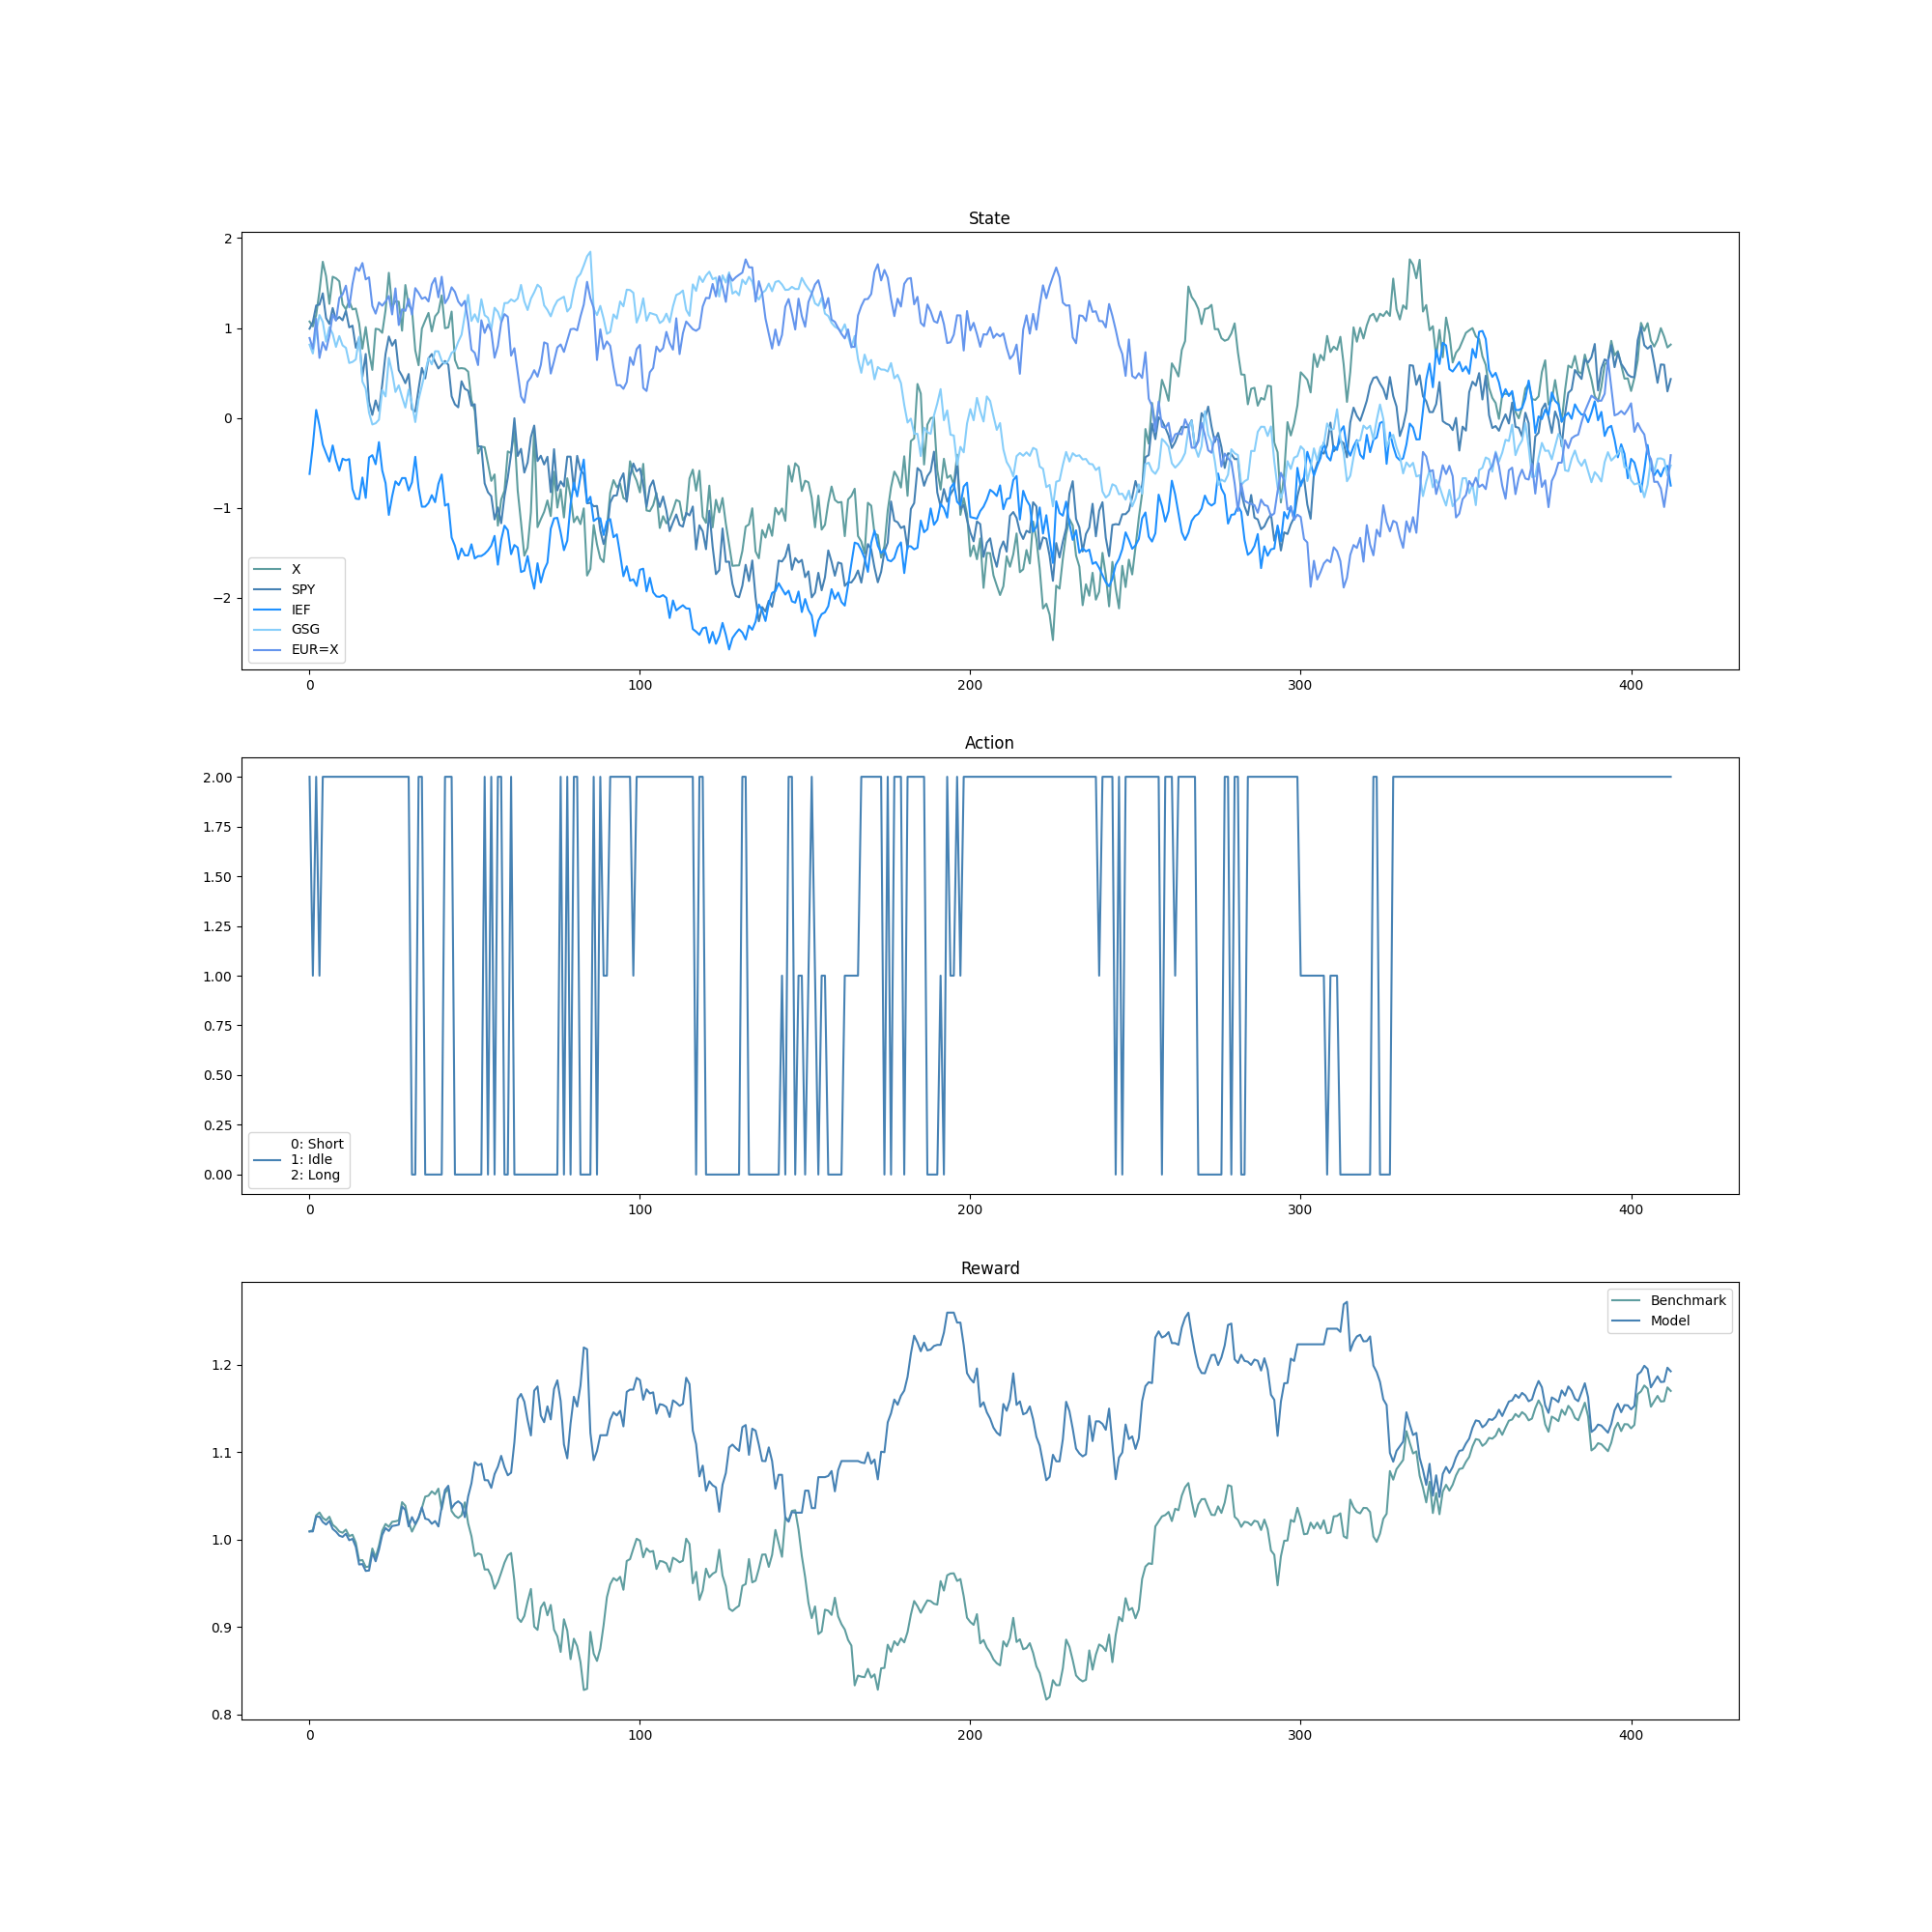 State
2
1
0
−1
−2
X
SPY
IEF
GSG
EUR=X
0 100 200 300 400
Action
2.00
1.75
1.50
1.25
1.00
0.75
0.50
0.25
0.00
0: Short
1: Idle
2: Long
0 100 200 300 400
Reward
Benchmark
Model
1.2
1.1
1.0
0.9
0.8
0 100 200 300 400